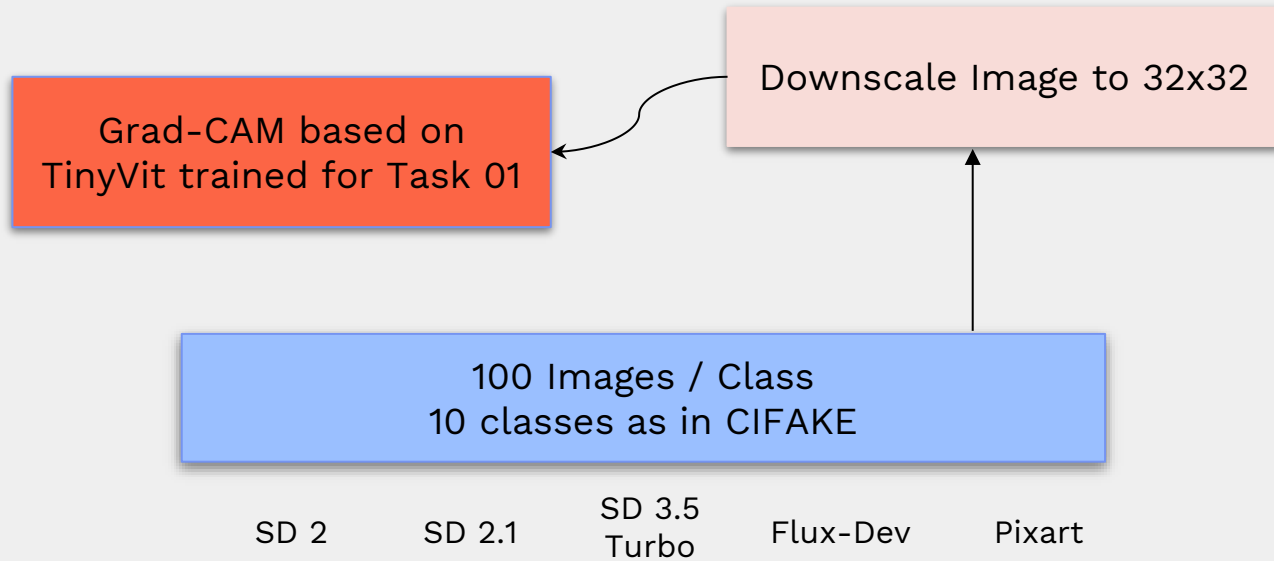 Downscale Image to 32x32
Grad-CAM based on
TinyVit trained for Task 01
100 Images / Class
10 classes as in CIFAKE
SD 2
SD 2.1
SD 3.5
Turbo
Flux-Dev
Pixart